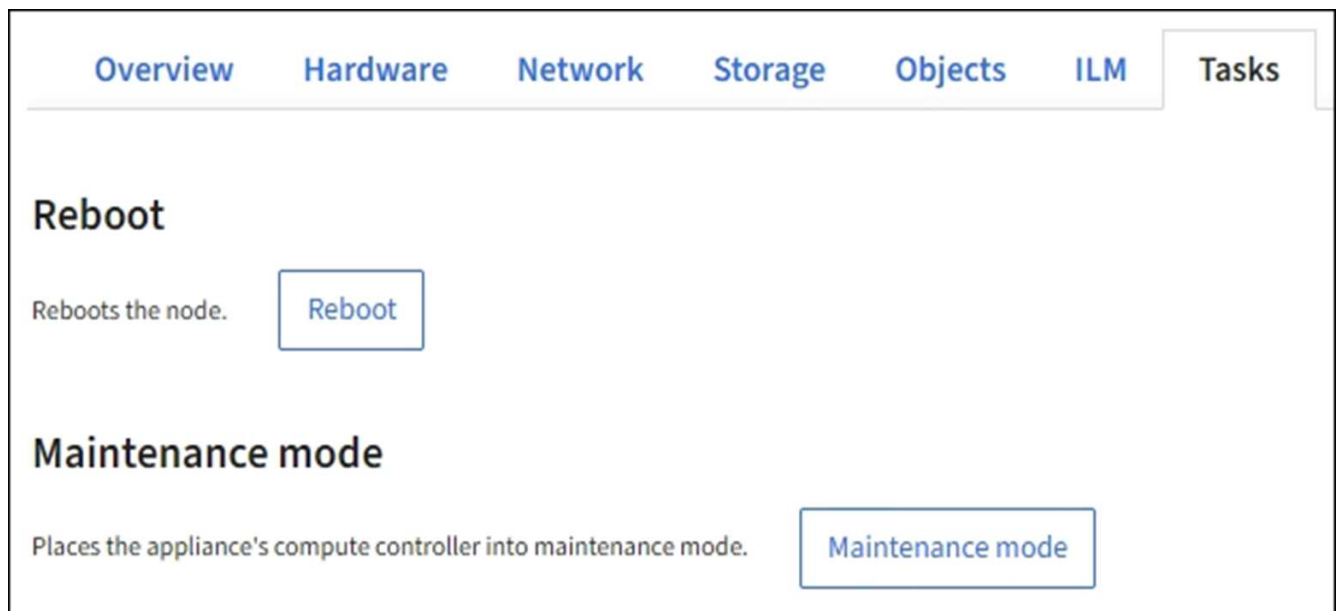 Overview Hardware Network Storage Objects ILM Tasks
Reboot
Reboots the node. Reboot
Maintenance mode
Places the appliance's compute controller into maintenance mode. Maintenance mode